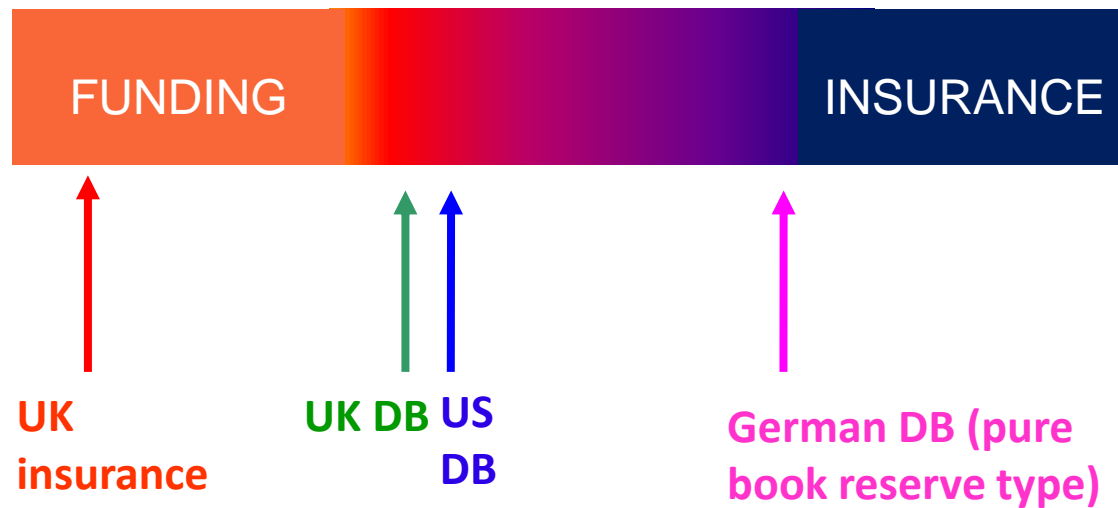 FUNDING
INSURANCE
UK
insurance
UK DB
US
DB
German DB (pure
book reserve type)